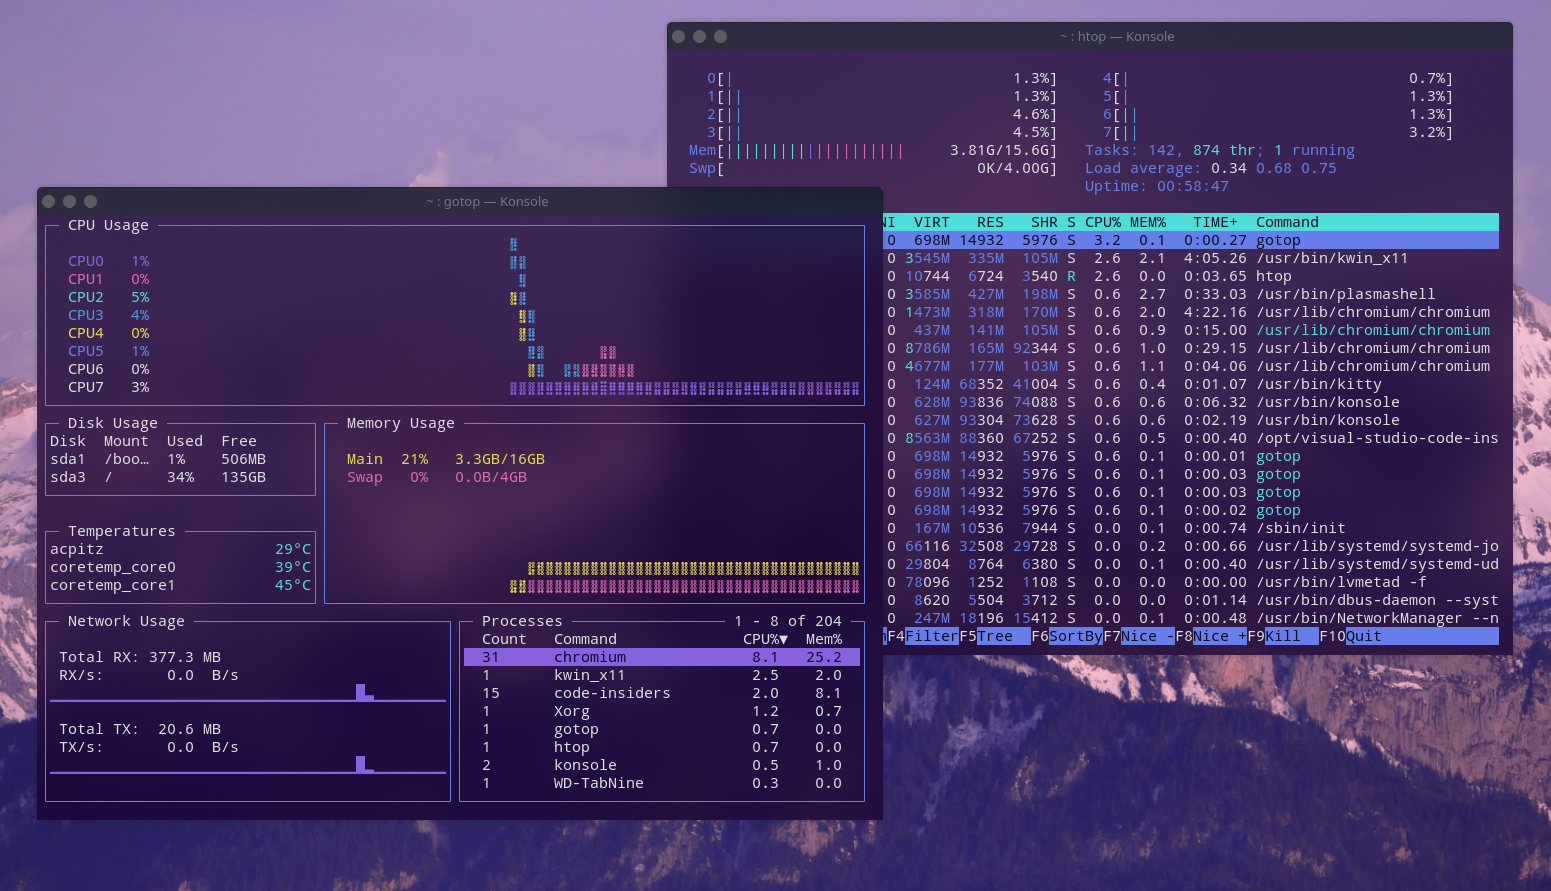 ~ : htop — Konsole
0[| 1.3%] 4[| 0.7%]
1[|| 1.3%] 5[| 1.3%]
2[|| 4.6%] 6[|| 1.3%]
3[|| 4.5%] 7[|| 3.2%]
Mem[|||||||||||||||||||| 3.81G/15.6G] Tasks: 142, 874 thr; 1 running
Swp[ 0K/4.00G] Load average: 0.34 0.68 0.75
Uptime: 00:58:47
NI VIRT RES SHR S CPU% MEM% TIME+ Command
0 698M 14932 5976 S 3.2 0.1 0:00.27 gotop
0 3545M 335M 105M S 2.6 2.1 4:05.26 /usr/bin/kwin_x11
0 10744 6724 3540 R 2.6 0.0 0:03.65 htop
0 3585M 427M 198M S 0.6 2.7 0:33.03 /usr/bin/plasmashell
0 1473M 318M 170M S 0.6 2.0 4:22.16 /usr/lib/chromium/chromium
0 437M 141M 105M S 0.6 0.9 0:15.00 /usr/lib/chromium/chromium
0 8786M 165M 92344 S 0.6 1.0 0:29.15 /usr/lib/chromium/chromium
0 4677M 177M 103M S 0.6 1.1 0:04.06 /usr/lib/chromium/chromium
0 124M 68352 41004 S 0.6 0.4 0:01.07 /usr/bin/kitty
0 628M 93836 74088 S 0.6 0.6 0:06.32 /usr/bin/konsole
0 627M 93304 73628 S 0.6 0.6 0:02.19 /usr/bin/konsole
0 8563M 88360 67252 S 0.6 0.5 0:00.40 /opt/visual-studio-code-ins
0 698M 14932 5976 S 0.6 0.1 0:00.01 gotop
0 698M 14932 5976 S 0.6 0.1 0:00.03 gotop
0 698M 14932 5976 S 0.6 0.1 0:00.03 gotop
0 698M 14932 5976 S 0.6 0.1 0:00.02 gotop
0 167M 10536 7944 S 0.0 0.1 0:00.74 /sbin/init
0 66116 32508 29728 S 0.0 0.2 0:00.66 /usr/lib/systemd/systemd-jo
0 29804 8764 6380 S 0.0 0.1 0:00.40 /usr/lib/systemd/systemd-ud
0 78096 1252 1108 S 0.0 0.0 0:00.00 /usr/bin/lvmetad -f
0 8620 5504 3712 S 0.0 0.0 0:01.14 /usr/bin/dbus-daemon --syst
0 247M 18196 15412 S 0.0 0.1 0:00.48 /usr/bin/NetworkManager --n
F4Filter F5Tree F6SortBy F7Nice - F8Nice + F9Kill F10Quit
~ : gotop — Konsole
CPU Usage
CPU0 1%
CPU1 0%
CPU2 5%
CPU3 4%
CPU4 0%
CPU5 1%
CPU6 0%
CPU7 3%
Disk Usage
Disk Mount Used Free
sda1 /boo… 1% 506MB
sda3 / 34% 135GB
Memory Usage
Main 21% 3.3GB/16GB
Swap 0% 0.0B/4GB
Temperatures
acpitz 29°C
coretemp_core0 39°C
coretemp_core1 45°C
Network Usage
Total RX: 377.3 MB
RX/s: 0.0 B/s
Total TX: 20.6 MB
TX/s: 0.0 B/s
Processes 1 - 8 of 204
Count Command CPU%▼ Mem%
31 chromium 8.1 25.2
1 kwin_x11 2.5 2.0
15 code-insiders 2.0 8.1
1 Xorg 1.2 0.7
1 gotop 0.7 0.0
1 htop 0.7 0.0
2 konsole 0.5 1.0
1 WD-TabNine 0.3 0.0